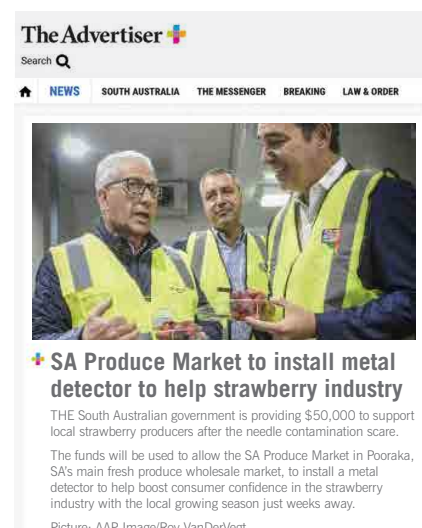 The Advertiser
Search
NEWS SOUTH AUSTRALIA THE MESSENGER BREAKING LAW & ORDER
SA Produce Market to install metal
detector to help strawberry industry
THE South Australian government is providing $50,000 to support
local strawberry producers after the needle contamination scare.
The funds will be used to allow the SA Produce Market in Pooraka,
SA's main fresh produce wholesale market, to install a metal
detector to help boost consumer confidence in the strawberry
industry with the local growing season just weeks away.
Picture: AAP Image/Roy VanDerVegt